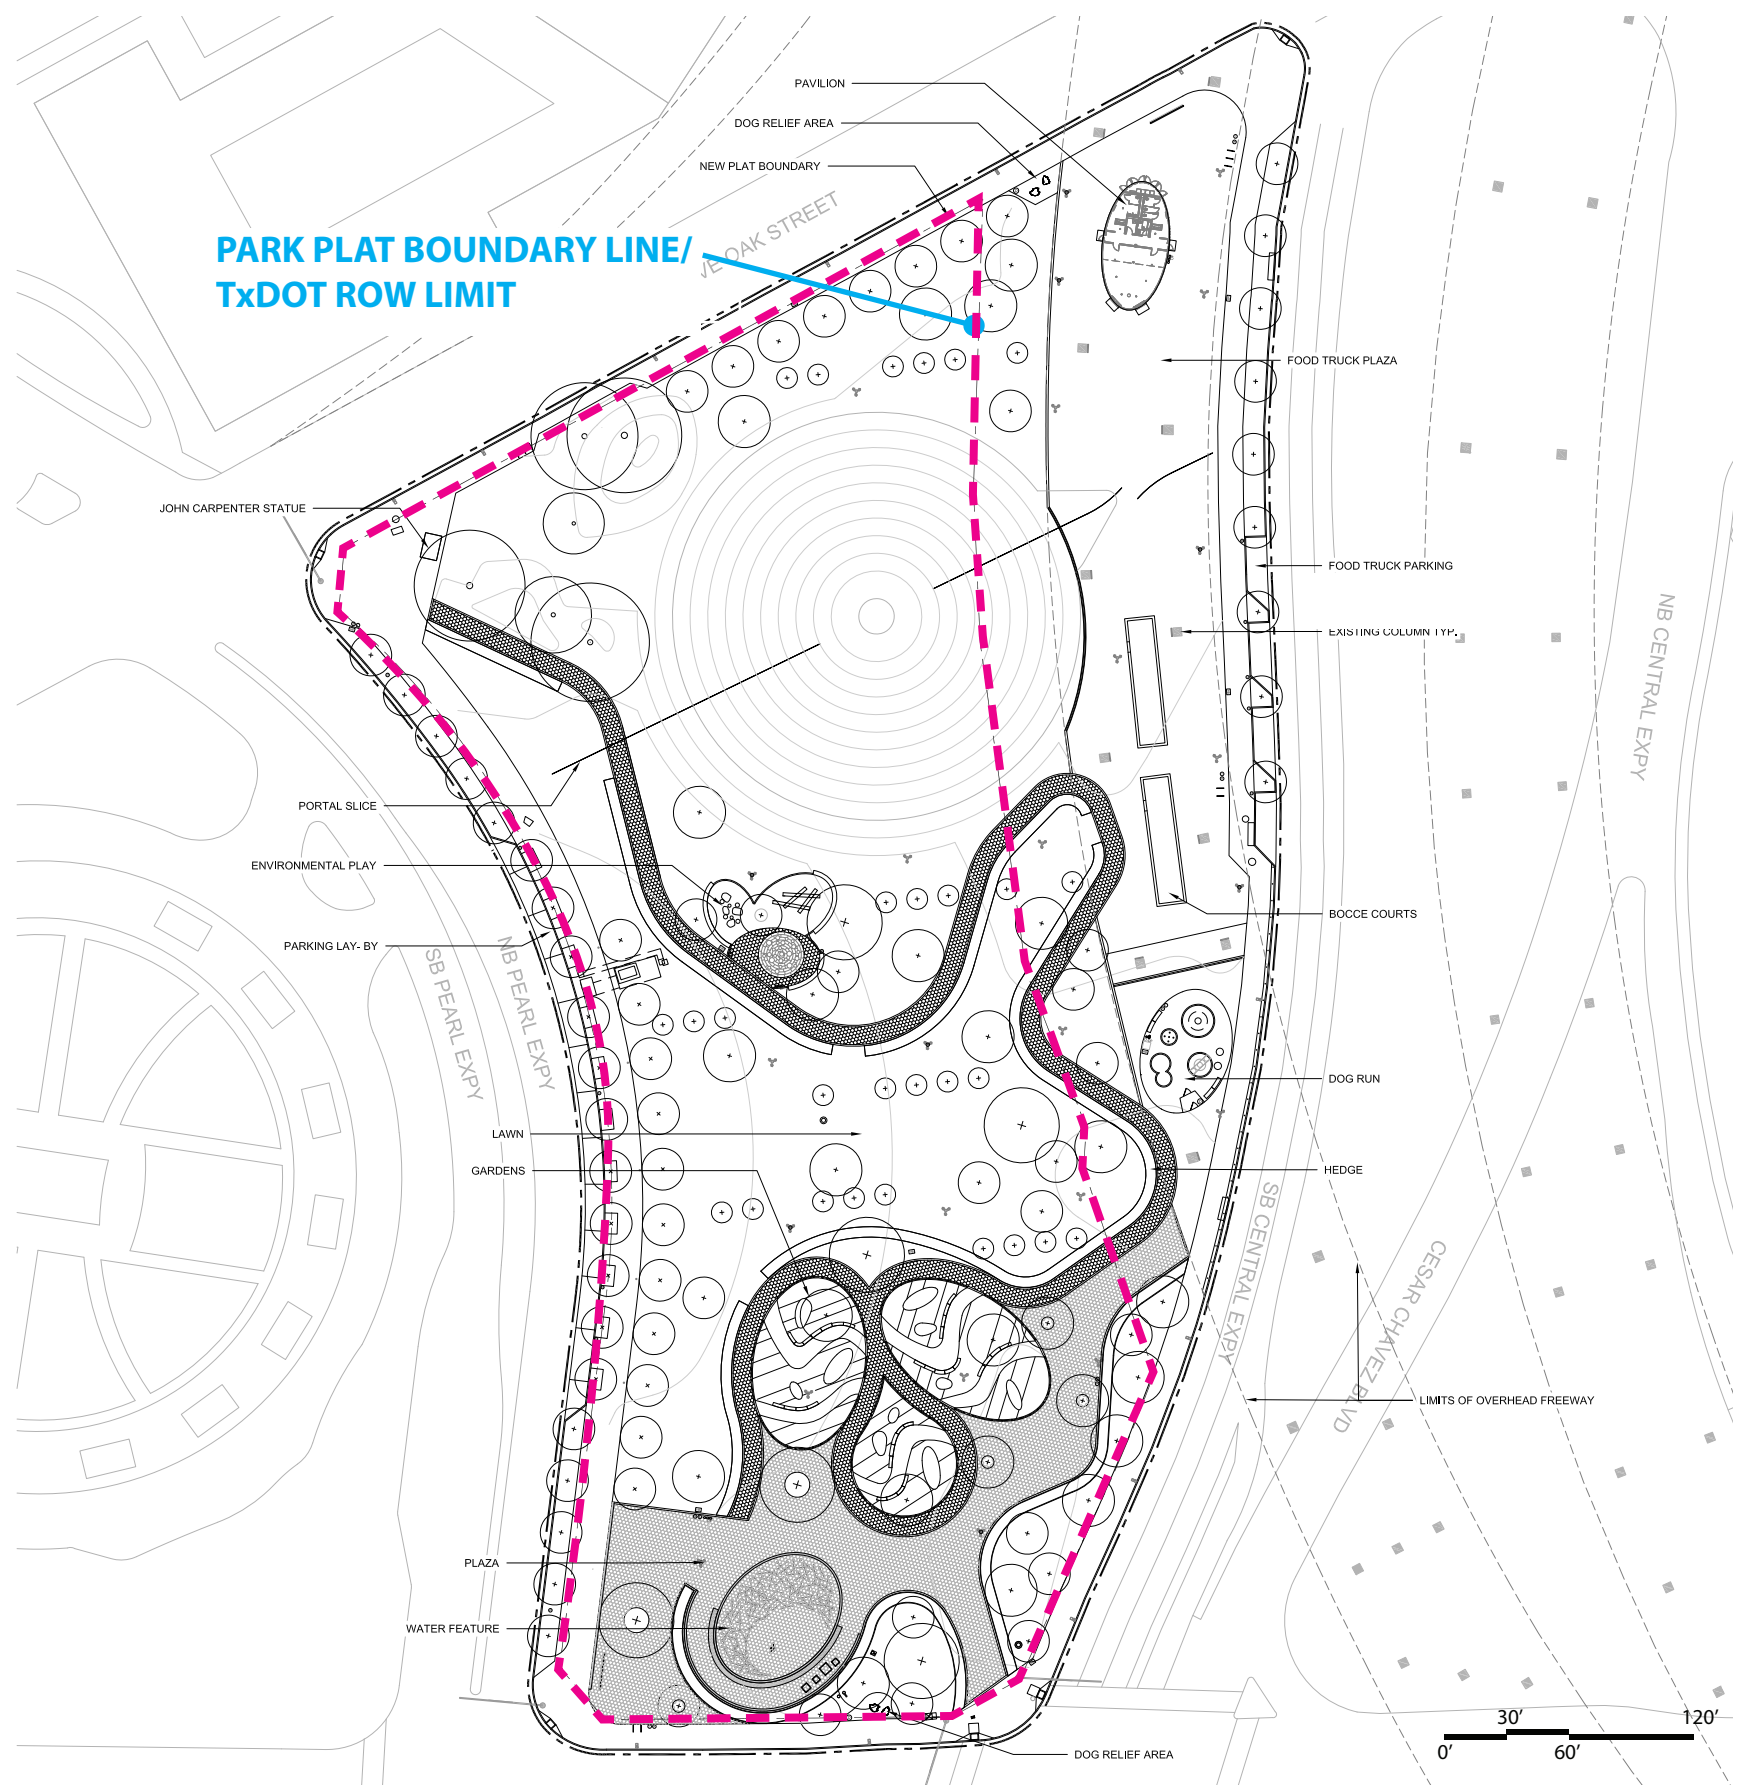 PAVILION
DOG RELIEF AREA
NEW PLAT BOUNDARY
OAK STREET
PARK PLAT BOUNDARY LINE/
TxDOT ROW LIMIT
FOOD TRUCK PLAZA
JOHN CARPENTER STATUE
FOOD TRUCK PARKING
EXISTING COLUMN TYP.
NB CENTRAL EXPY
PORTAL SLICE
ENVIRONMENTAL PLAY
BOCCE COURTS
PARKING LAY- BY
SB PEARL EXPY
NB PEARL EXPY
DOG RUN
LAWN
GARDENS
HEDGE
SB CENTRAL EXPY
CESAR CHAVEZ BLVD
LIMITS OF OVERHEAD FREEWAY
PLAZA
WATER FEATURE
DOG RELIEF AREA
30' 120'
0' 60'